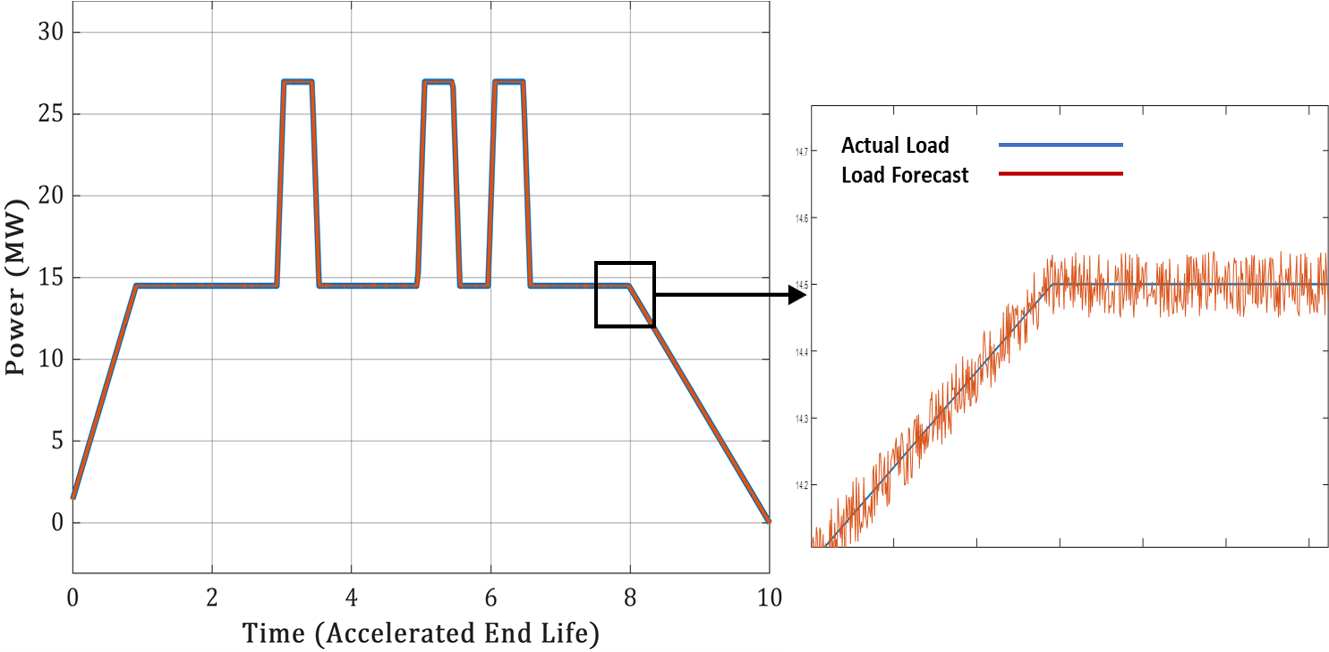 30
25
20
15
10
5
0
Power (MW)
0 2 4 6 8 10
Time (Accelerated End Life)
Actual Load
Load Forecast
14.7
14.6
14.5
14.4
14.3
14.2